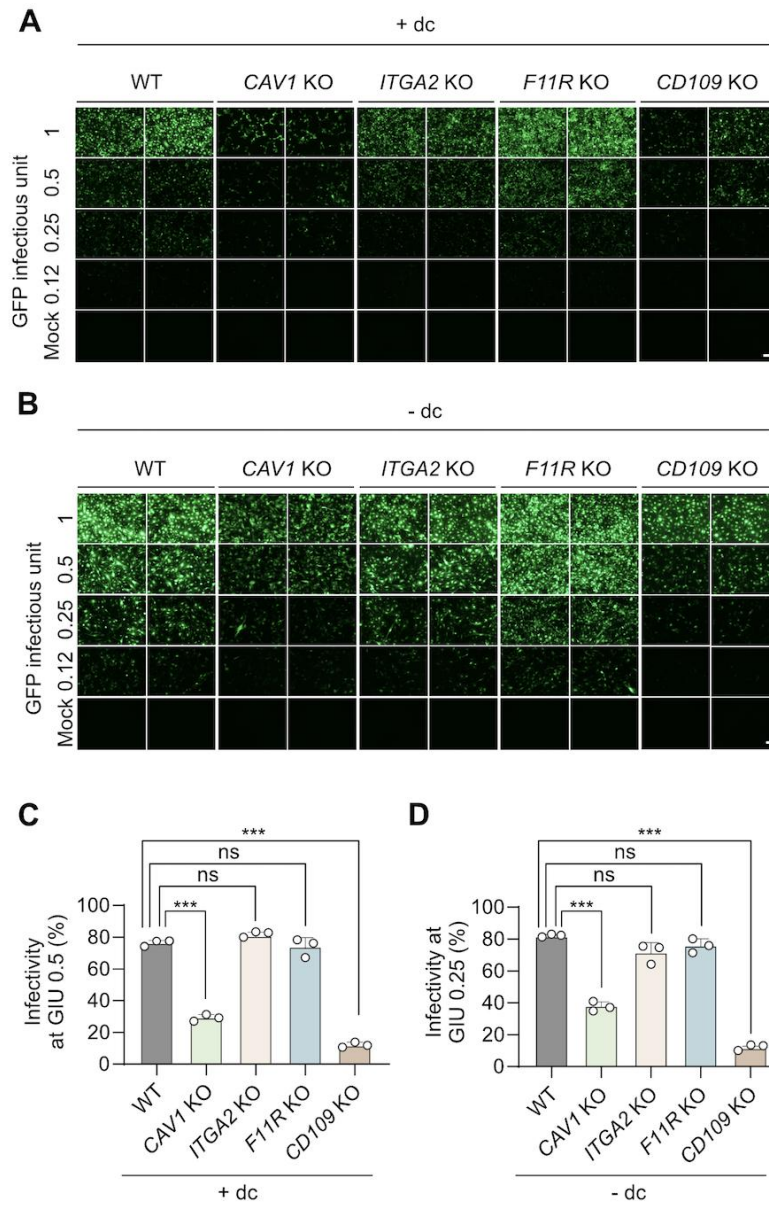 A
+ dc
WT CAV1 KO ITGA2 KO F11R KO CD109 KO
GFP infectious unit
1
0.5
0.25
0.12
Mock
B
- dc
WT CAV1 KO ITGA2 KO F11R KO CD109 KO
GFP infectious unit
1
0.5
0.25
0.12
Mock
C
***
ns
ns
***
Infectivity
at GIU 0.5 (%)
100
80
60
40
20
0
WT
CAV1 KO
ITGA2 KO
F11R KO
CD109 KO
+ dc
D
***
ns
ns
***
Infectivity at
GIU 0.25 (%)
100
80
60
40
20
0
WT
CAV1 KO
ITGA2 KO
F11R KO
CD109 KO
- dc